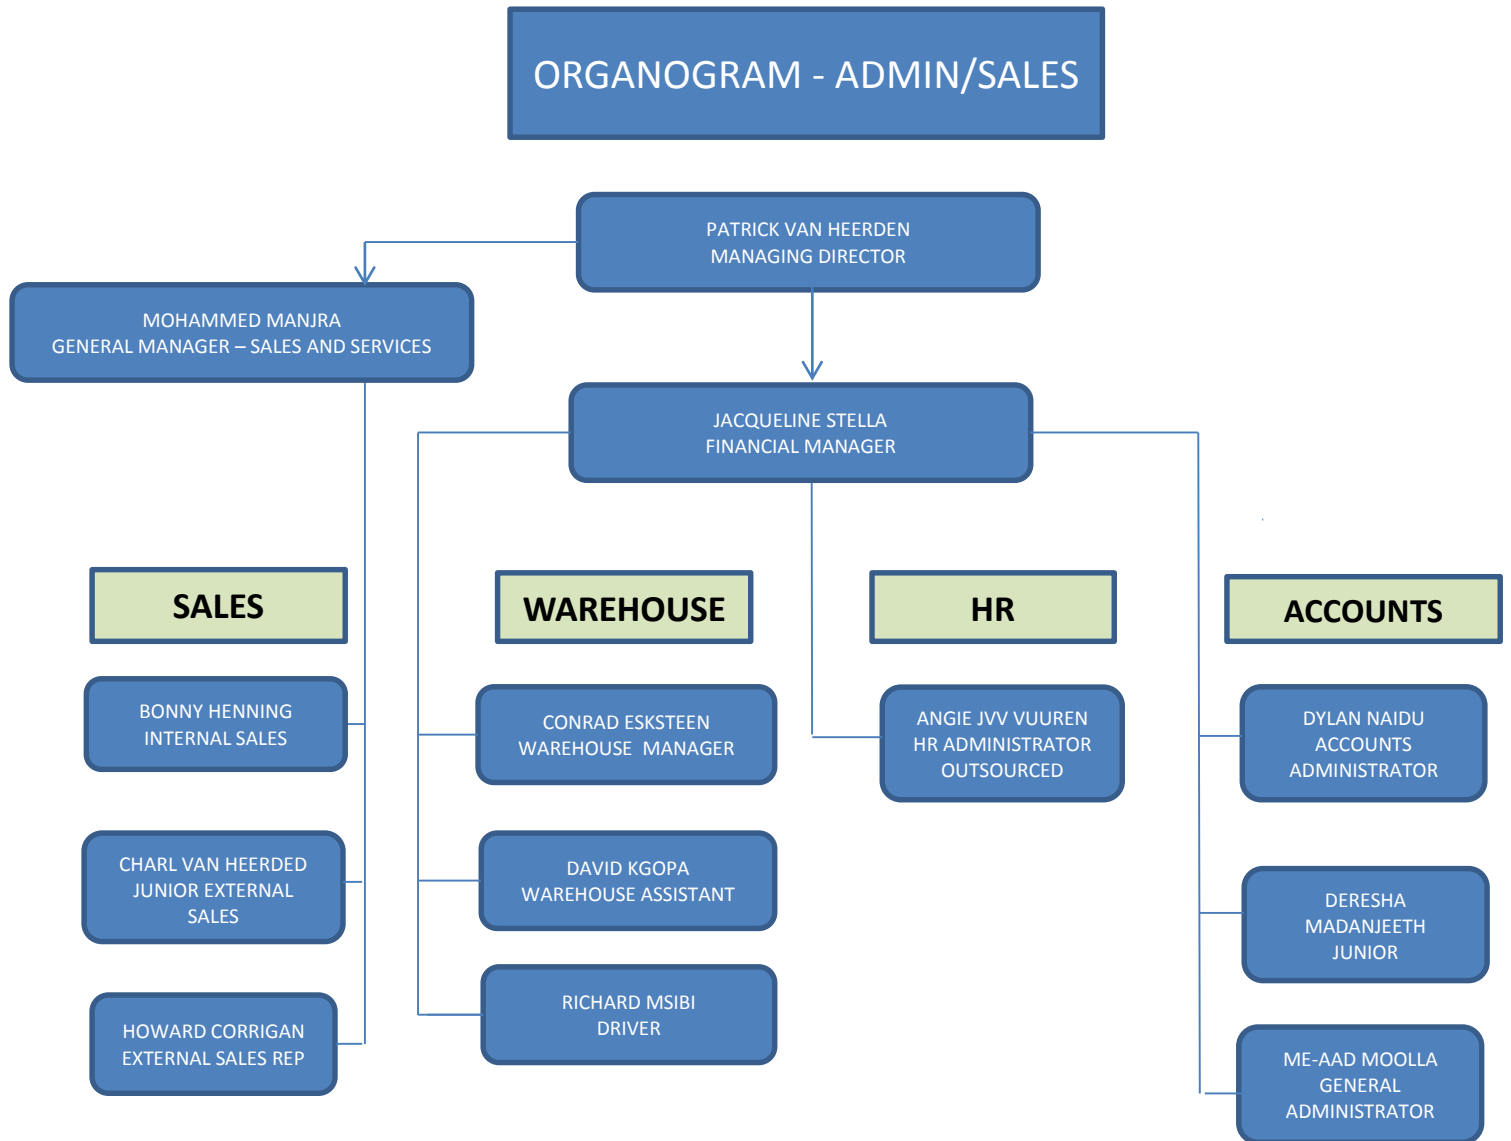 ORGANOGRAM - ADMIN/SALES
PATRICK VAN HEERDEN
MANAGING DIRECTOR
MOHAMMED MANJRA
GENERAL MANAGER – SALES AND SERVICES
JACQUELINE STELLA
FINANCIAL MANAGER
SALES
BONNY HENNING
INTERNAL SALES
CHARL VAN HEERDED
JUNIOR EXTERNAL
SALES
HOWARD CORRIGAN
EXTERNAL SALES REP
WAREHOUSE
CONRAD ESKSTEEN
WAREHOUSE  MANAGER
DAVID KGOPA
WAREHOUSE ASSISTANT
RICHARD MSIBI
DRIVER
HR
ANGIE JVV VUUREN
HR ADMINISTRATOR
OUTSOURCED
ACCOUNTS
DYLAN NAIDU
ACCOUNTS
ADMINISTRATOR
DERESHA
MADANJEETH
JUNIOR
ME-AAD MOOLLA
GENERAL
ADMINISTRATOR